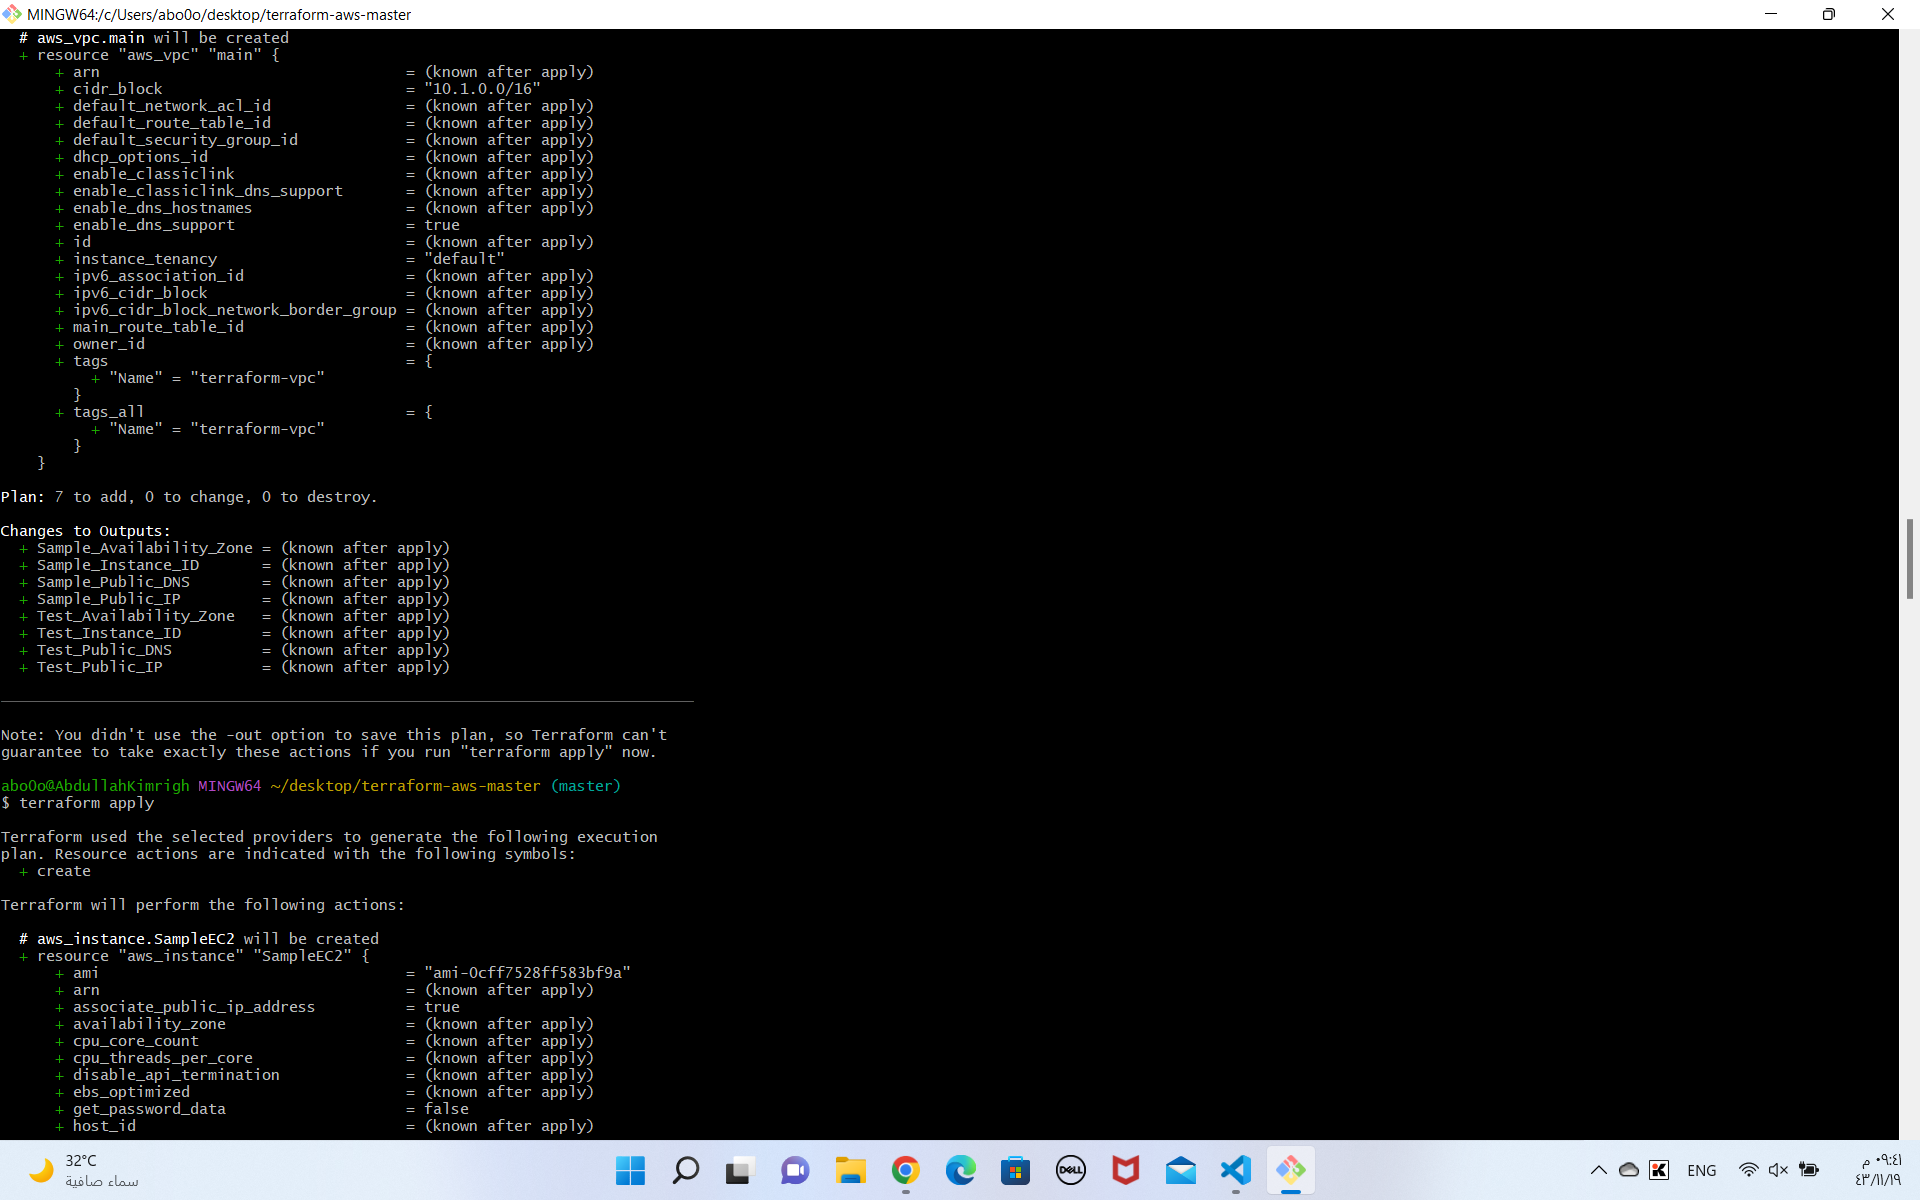 MINGW64:/c/Users/abo0o/desktop/terraform-aws-master
# aws_vpc.main will be created
+ resource "aws_vpc" "main" {
+ arn = (known after apply)
+ cidr_block = "10.1.0.0/16"
+ default_network_acl_id = (known after apply)
+ default_route_table_id = (known after apply)
+ default_security_group_id = (known after apply)
+ dhcp_options_id = (known after apply)
+ enable_classiclink = (known after apply)
+ enable_classiclink_dns_support = (known after apply)
+ enable_dns_hostnames = (known after apply)
+ enable_dns_support = true
+ id = (known after apply)
+ instance_tenancy = "default"
+ ipv6_association_id = (known after apply)
+ ipv6_cidr_block = (known after apply)
+ ipv6_cidr_block_network_border_group = (known after apply)
+ main_route_table_id = (known after apply)
+ owner_id = (known after apply)
+ tags = {
+ "Name" = "terraform-vpc"
}
+ tags_all = {
+ "Name" = "terraform-vpc"
}
}
Plan: 7 to add, 0 to change, 0 to destroy.
Changes to Outputs:
+ Sample_Availability_Zone = (known after apply)
+ Sample_Instance_ID = (known after apply)
+ Sample_Public_DNS = (known after apply)
+ Sample_Public_IP = (known after apply)
+ Test_Availability_Zone = (known after apply)
+ Test_Instance_ID = (known after apply)
+ Test_Public_DNS = (known after apply)
+ Test_Public_IP = (known after apply)
Note: You didn't use the -out option to save this plan, so Terraform can't
guarantee to take exactly these actions if you run "terraform apply" now.
abo0o@AbdullahKimrigh MINGW64 ~/desktop/terraform-aws-master (master)
$ terraform apply
Terraform used the selected providers to generate the following execution
plan. Resource actions are indicated with the following symbols:
+ create
Terraform will perform the following actions:
# aws_instance.SampleEC2 will be created
+ resource "aws_instance" "SampleEC2" {
+ ami = "ami-0cff7528ff583bf9a"
+ arn = (known after apply)
+ associate_public_ip_address = true
+ availability_zone = (known after apply)
+ cpu_core_count = (known after apply)
+ cpu_threads_per_core = (known after apply)
+ disable_api_termination = (known after apply)
+ ebs_optimized = (known after apply)
+ get_password_data = false
+ host_id = (known after apply)
32°C
سماء صافية
DELL
K
ENG
٠٩:٤١ م
٤٣/١١/١٩